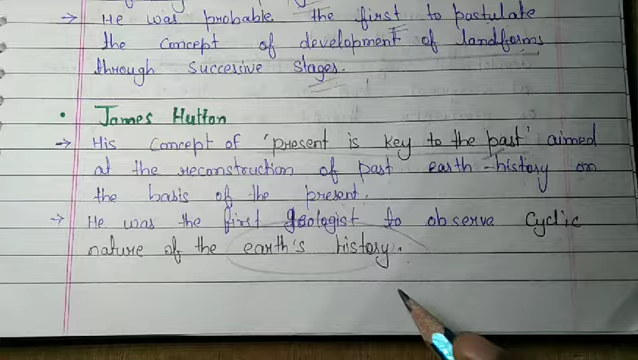 → He was probable the first to postulate
the concept of development of landforms
through succesive stages.
• James Hutton
→ His concept of 'present is key to the past' aimed
at the reconstruction of past earth-history on
the basis of the present.
→ He was the first geologist to observe cyclic
nature of the earth's history.